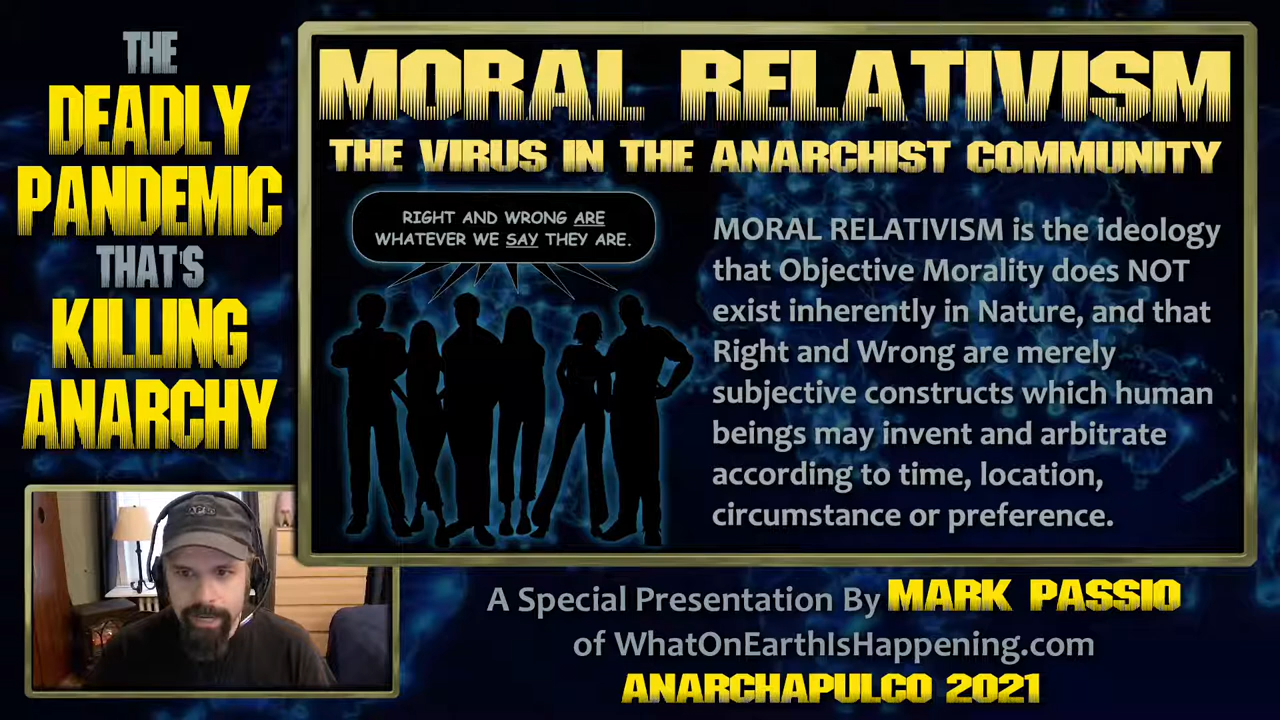 THE
DEADLY
PANDEMIC
THAT'S
KILLING
ANARCHY
MORAL RELATIVISM
THE VIRUS IN THE ANARCHIST COMMUNITY
RIGHT AND WRONG ARE
WHATEVER WE SAY THEY ARE.
MORAL RELATIVISM is the ideology
that Objective Morality does NOT
exist inherently in Nature, and that
Right and Wrong are merely
subjective constructs which human
beings may invent and arbitrate
according to time, location,
circumstance or preference.
A Special Presentation By MARK PASSIO
of WhatOnEarthIsHappening.com
ANARCHAPULCO 2021